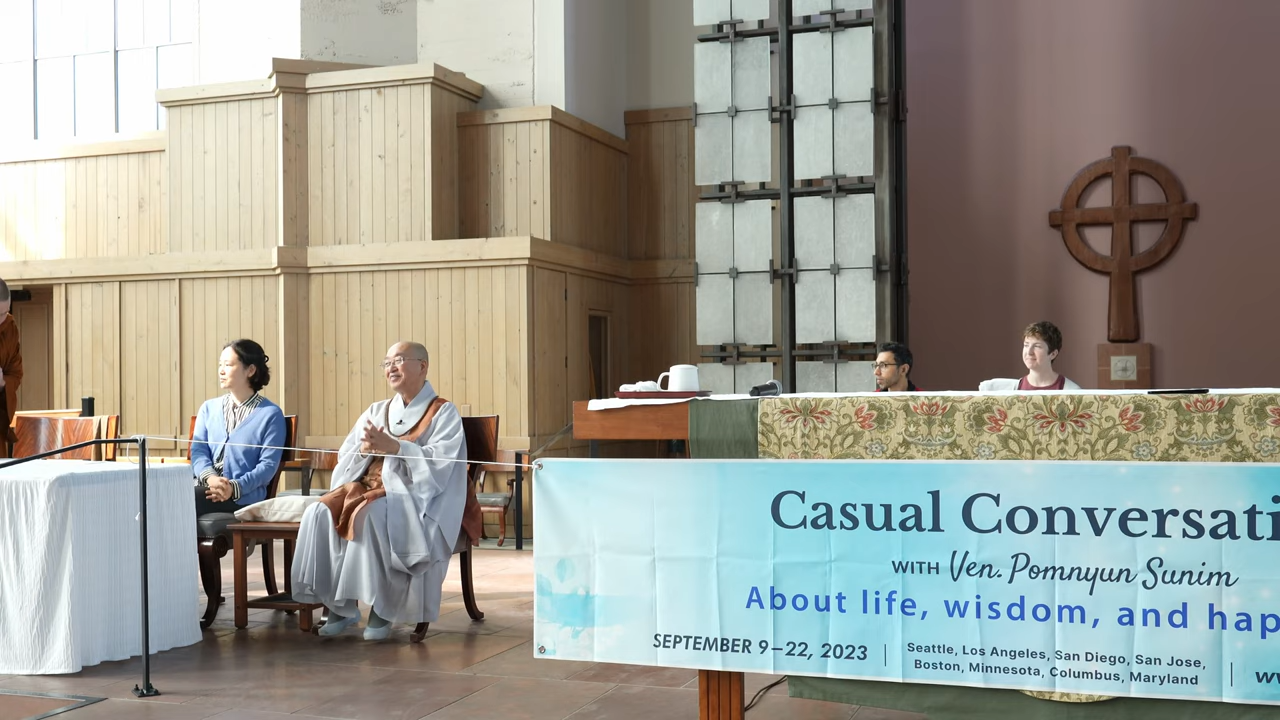 Casual Conversati
WITH Ven. Pomnyun Sunim
About life, wisdom, and hap
SEPTEMBER 9–22, 2023
Seattle, Los Angeles, San Diego, San Jose,
Boston, Minnesota, Columbus, Maryland